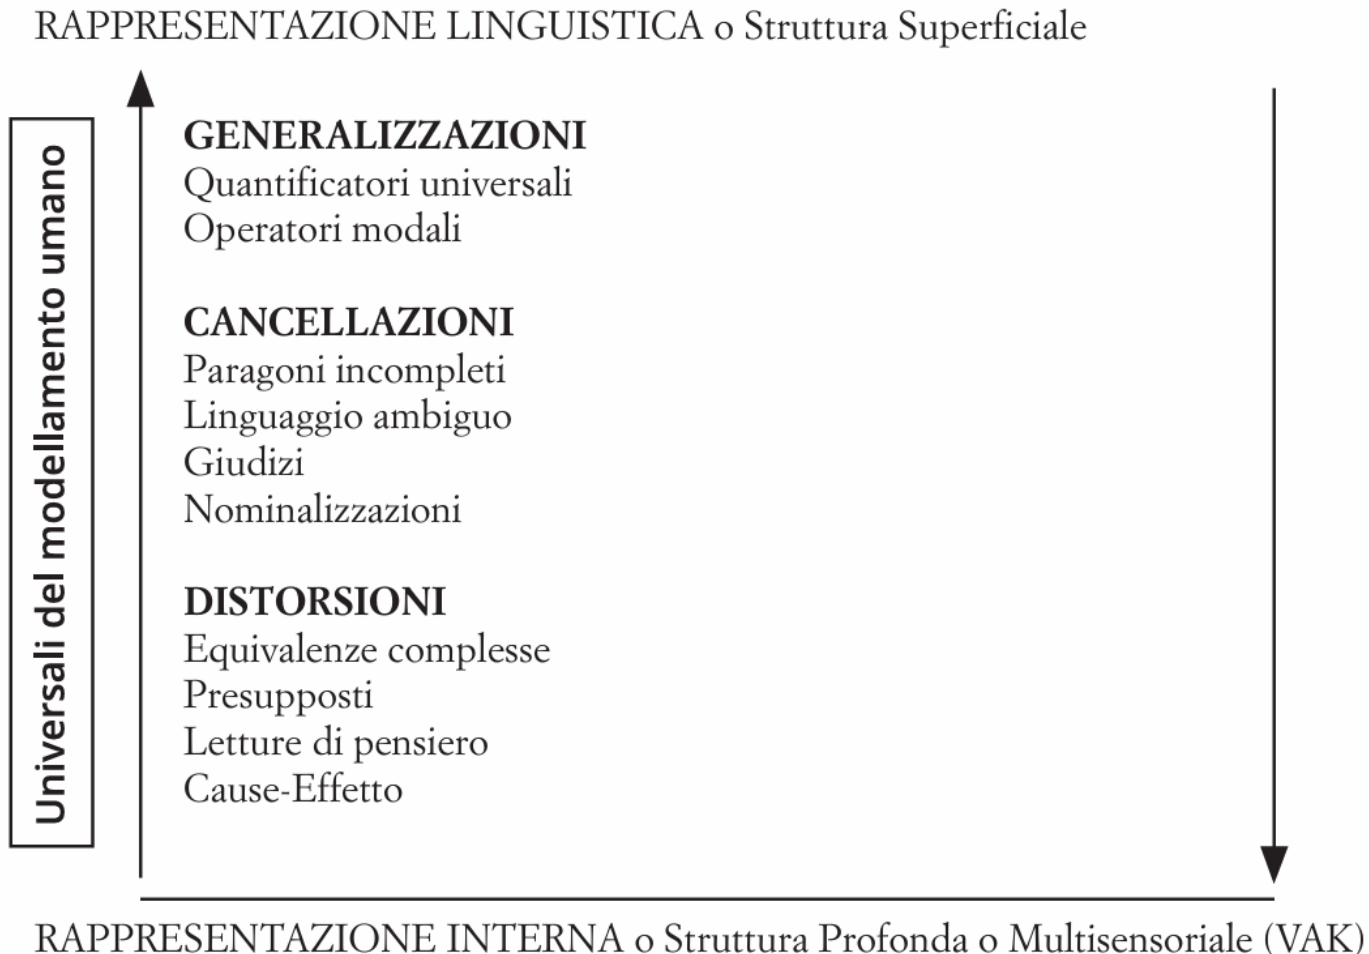 RAPPRESENTAZIONE LINGUISTICA o Struttura Superficiale
Universali del modellamento umano
GENERALIZZAZIONI
Quantificatori universali
Operatori modali
CANCELLAZIONI
Paragoni incompleti
Linguaggio ambiguo
Giudizi
Nominalizzazioni
DISTORSIONI
Equivalenze complesse
Presupposti
Letture di pensiero
Cause-Effetto
RAPPRESENTAZIONE INTERNA o Struttura Profonda o Multisensoriale (VAK)